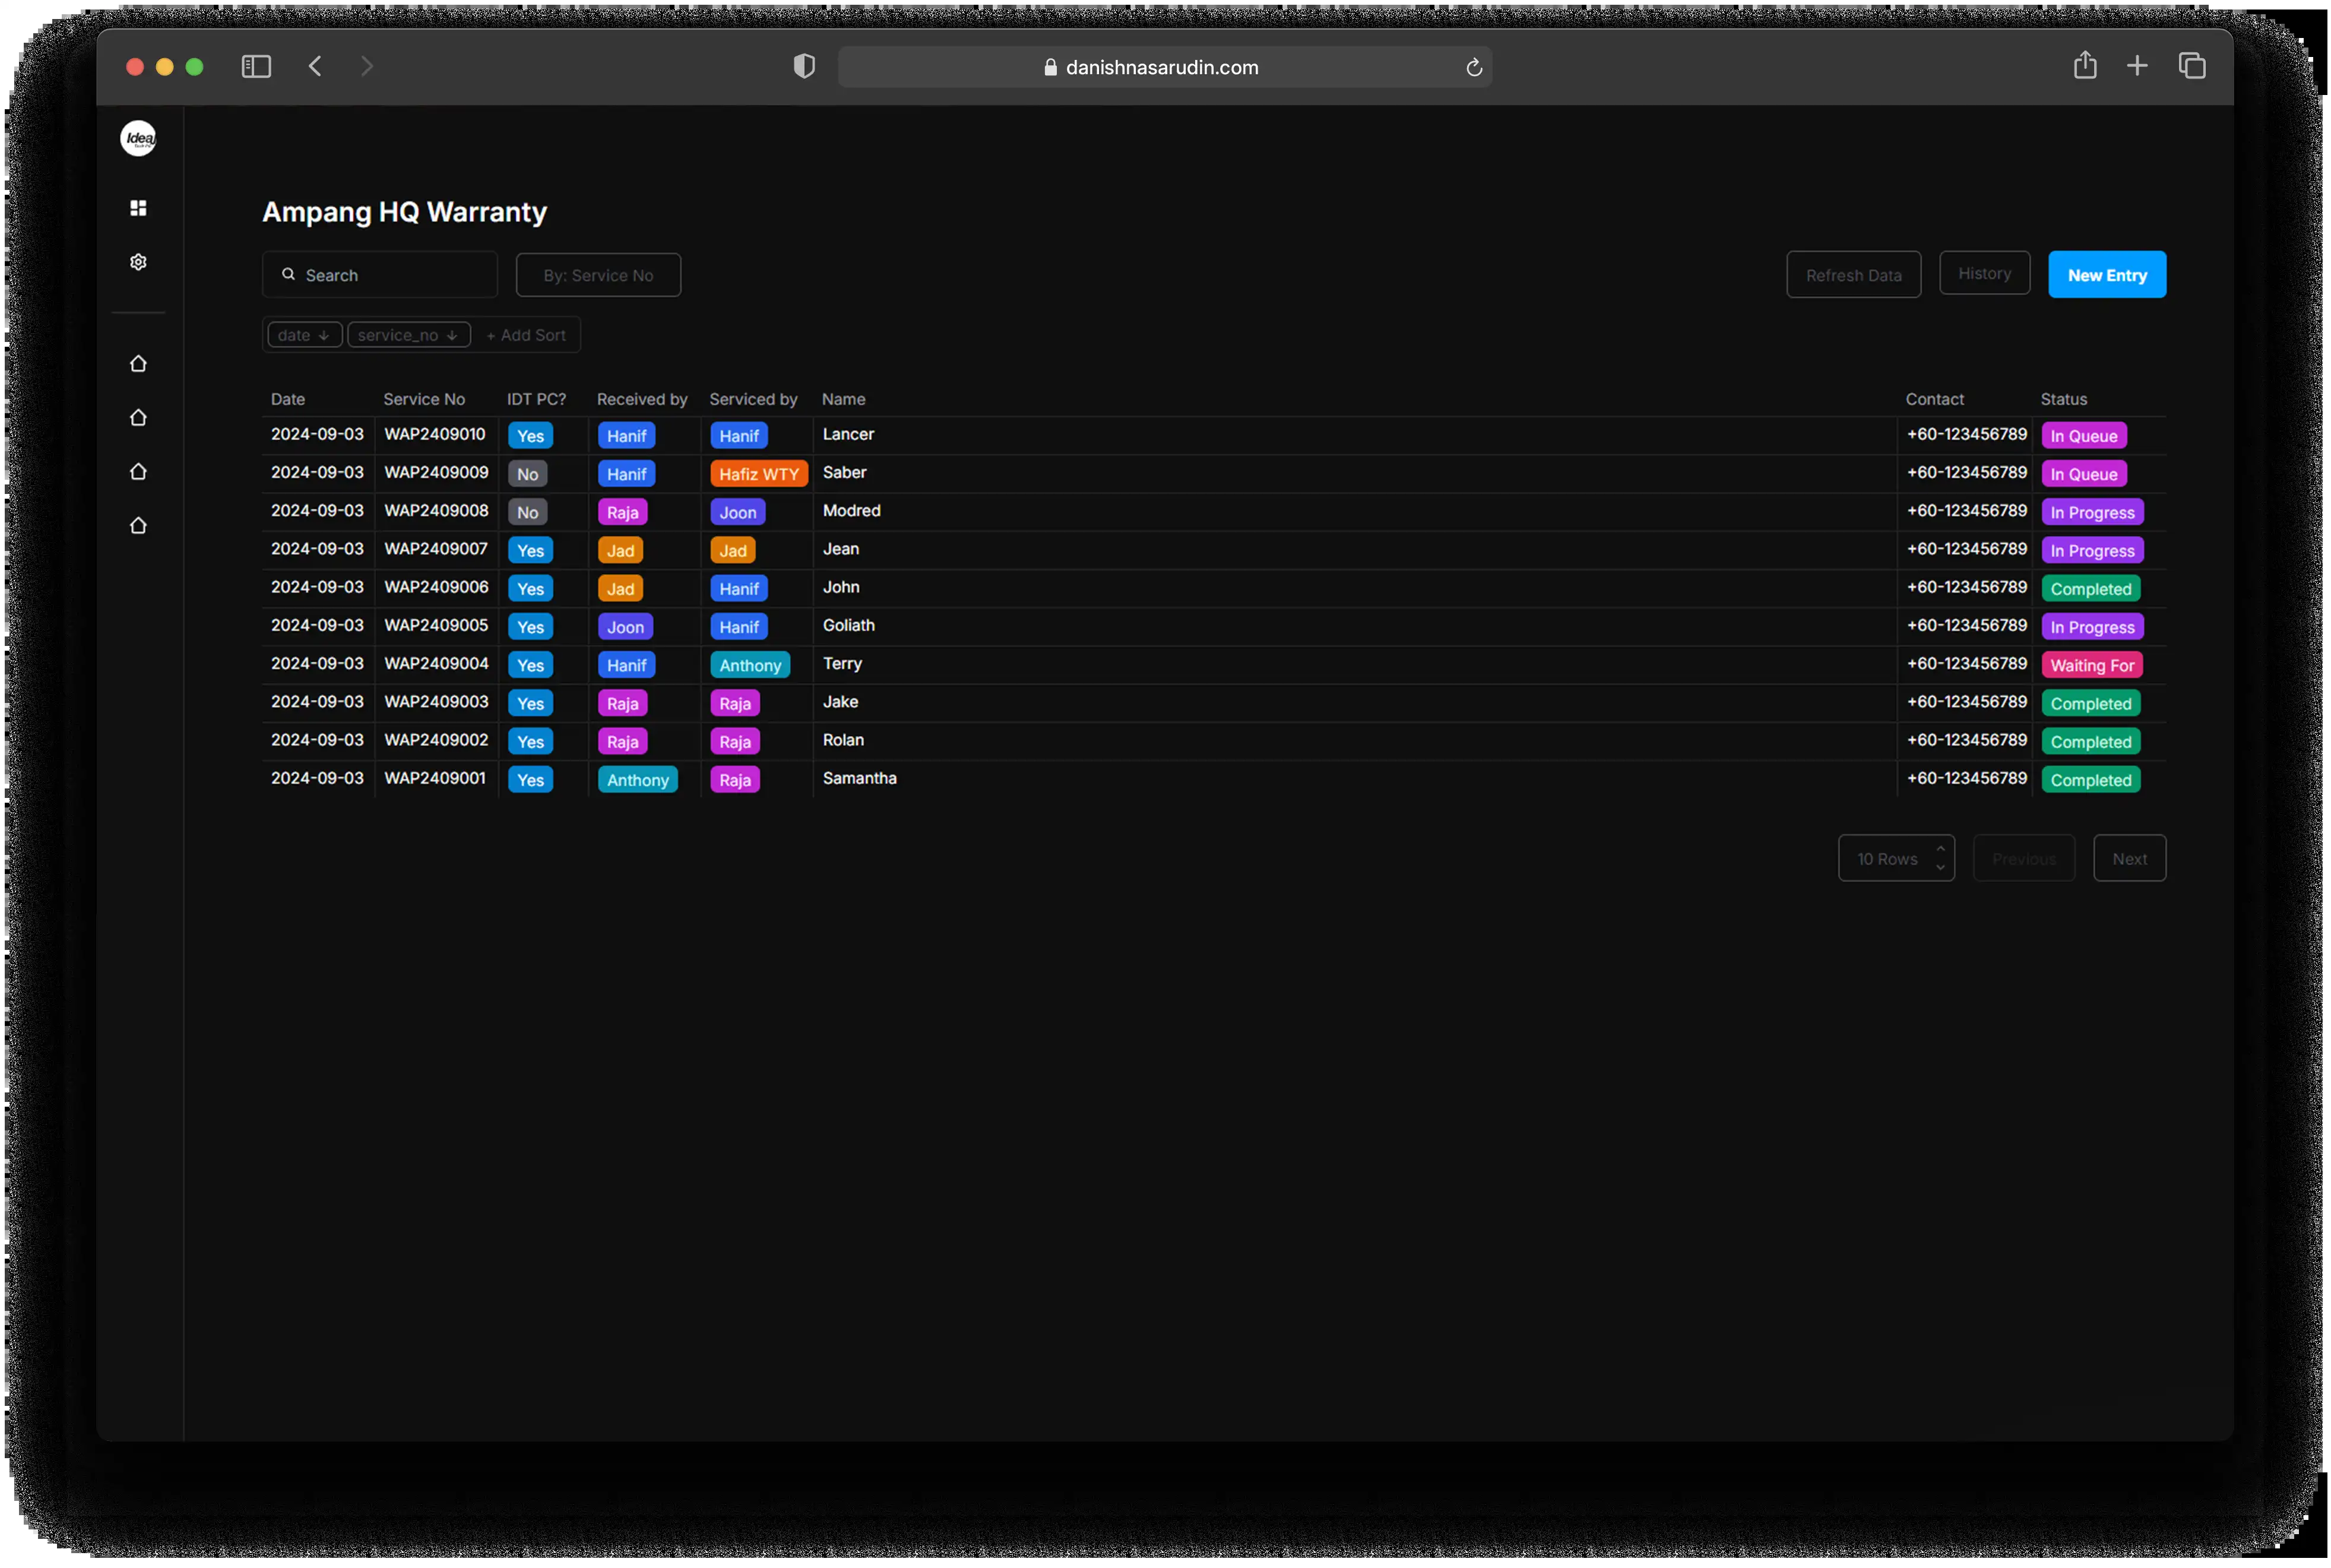 danishnasarudin.com
Idea
Ampang HQ Warranty
Search By: Service No Refresh Data History New Entry
date ↓ service_no ↓ + Add Sort
Date Service No IDT PC? Received by Serviced by Name Contact Status
2024-09-03 WAP2409010 Yes Hanif Hanif Lancer +60-123456789 In Queue
2024-09-03 WAP2409009 No Hanif Hafiz WTY Saber +60-123456789 In Queue
2024-09-03 WAP2409008 No Raja Joon Modred +60-123456789 In Progress
2024-09-03 WAP2409007 Yes Jad Jad Jean +60-123456789 In Progress
2024-09-03 WAP2409006 Yes Jad Hanif John +60-123456789 Completed
2024-09-03 WAP2409005 Yes Joon Hanif Goliath +60-123456789 In Progress
2024-09-03 WAP2409004 Yes Hanif Anthony Terry +60-123456789 Waiting For
2024-09-03 WAP2409003 Yes Raja Raja Jake +60-123456789 Completed
2024-09-03 WAP2409002 Yes Raja Raja Rolan +60-123456789 Completed
2024-09-03 WAP2409001 Yes Anthony Raja Samantha +60-123456789 Completed
10 Rows Previous Next